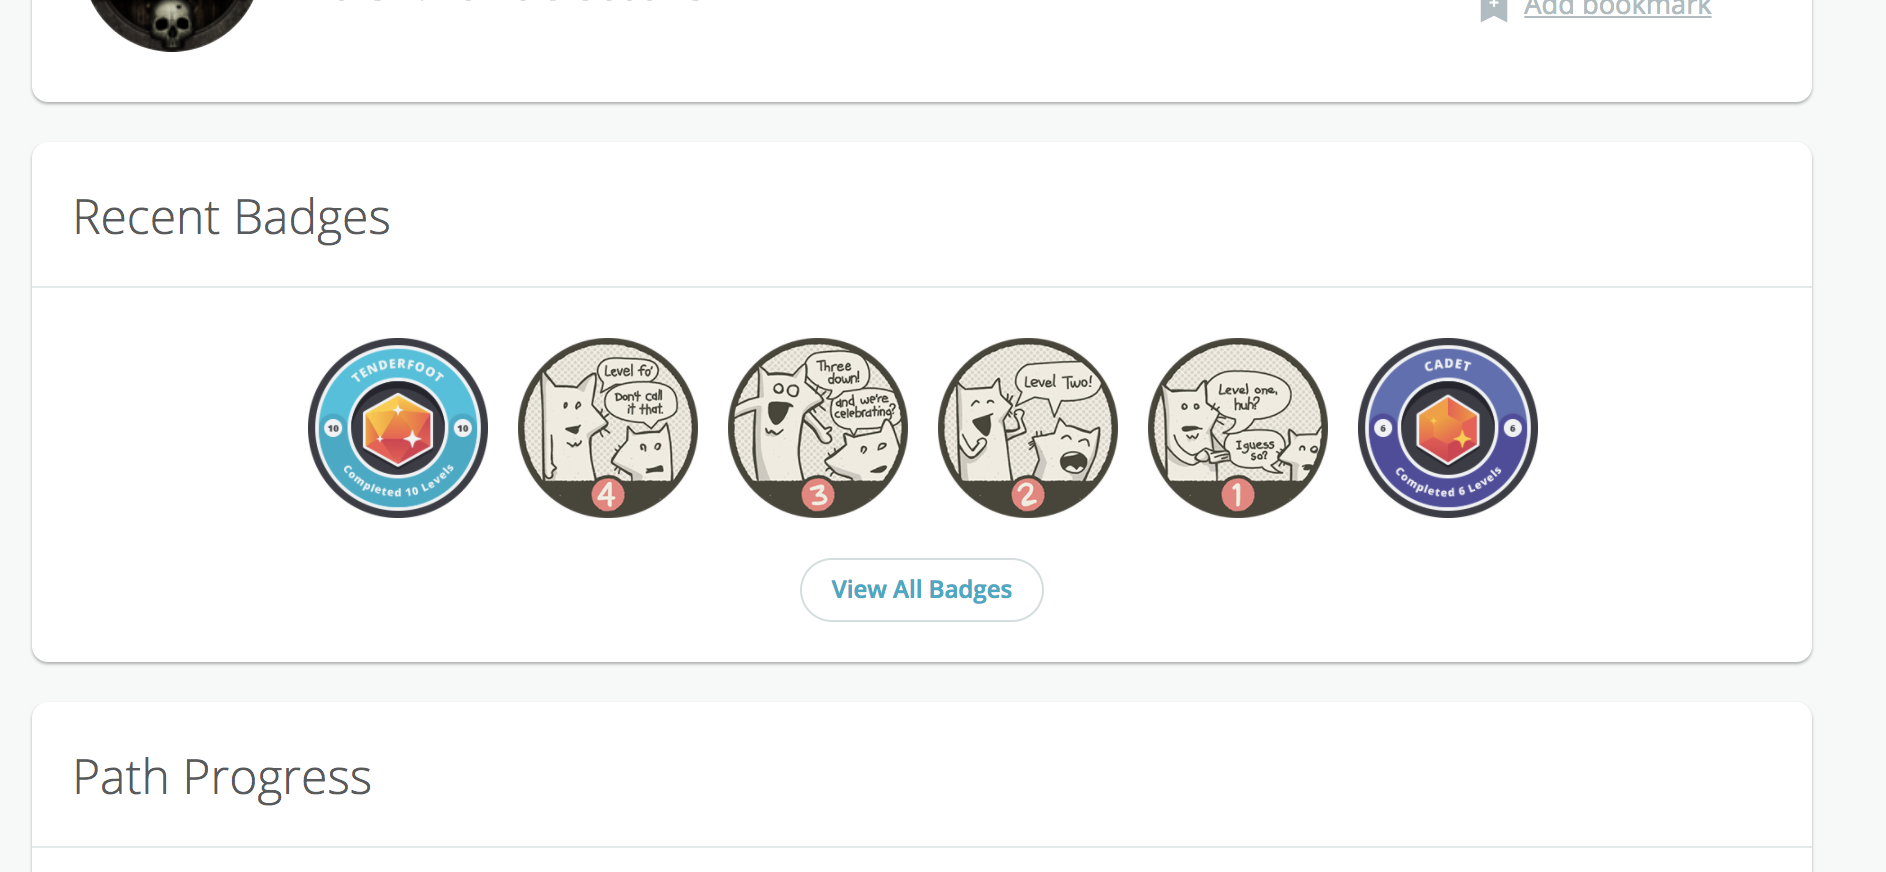 Add bookmark
Recent Badges
TENDERFOOT
10
10
Completed 10 Levels
Level fo'
Don't call
it that.
4
Three
down!
and we're
celebrating?
3
Level Two!
2
Level one,
huh?
I guess
so?
1
CADET
6
6
Completed 6 Levels
View All Badges
Path Progress